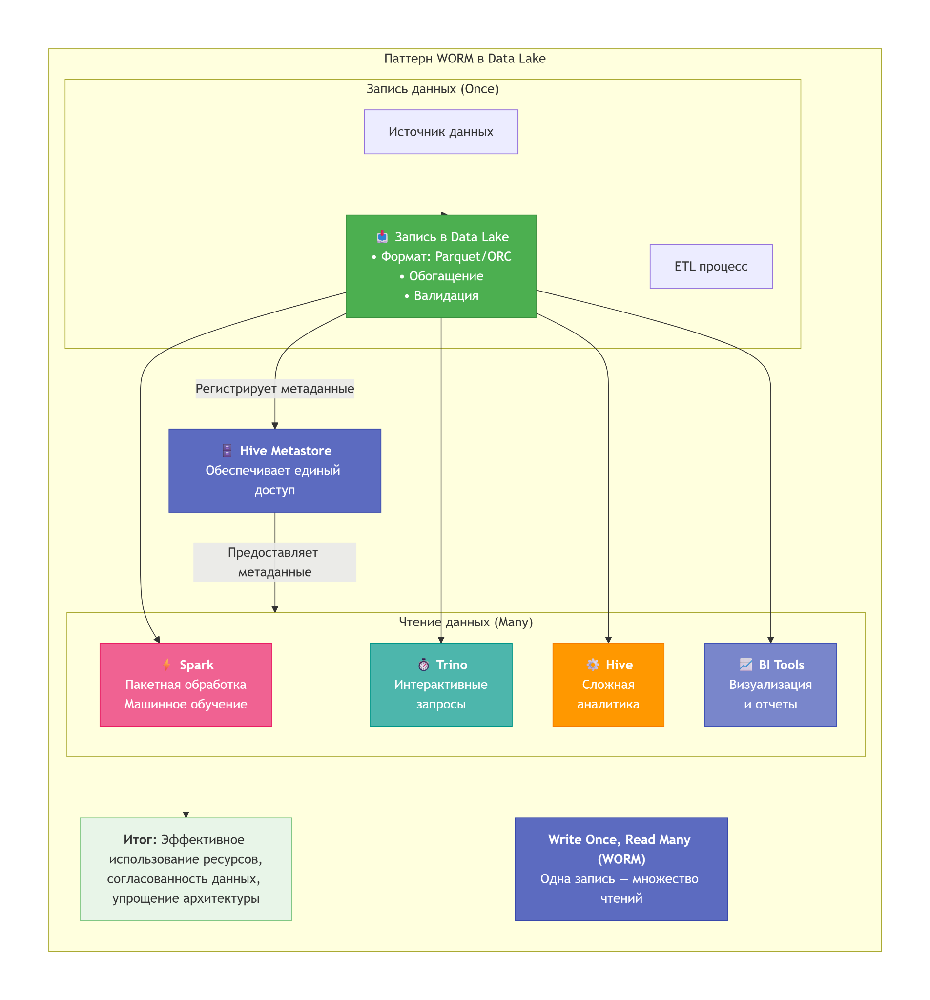 Паттерн WORM в Data Lake
Запись данных (Once)
Источник данных
📥 Запись в Data Lake
• Формат: Parquet/ORC
• Обогащение
• Валидация
ETL процесс
Регистрирует метаданные
🗄️ Hive Metastore
Обеспечивает единый
доступ
Предоставляет
метаданные
Чтение данных (Many)
⚡ Spark
Пакетная обработка
Машинное обучение
⏱️ Trino
Интерактивные
запросы
⚙️ Hive
Сложная
аналитика
📈 BI Tools
Визуализация
и отчеты
Итог: Эффективное
использование ресурсов,
согласованность данных,
упрощение архитектуры
Write Once, Read Many
(WORM)
Одна запись — множество
чтений